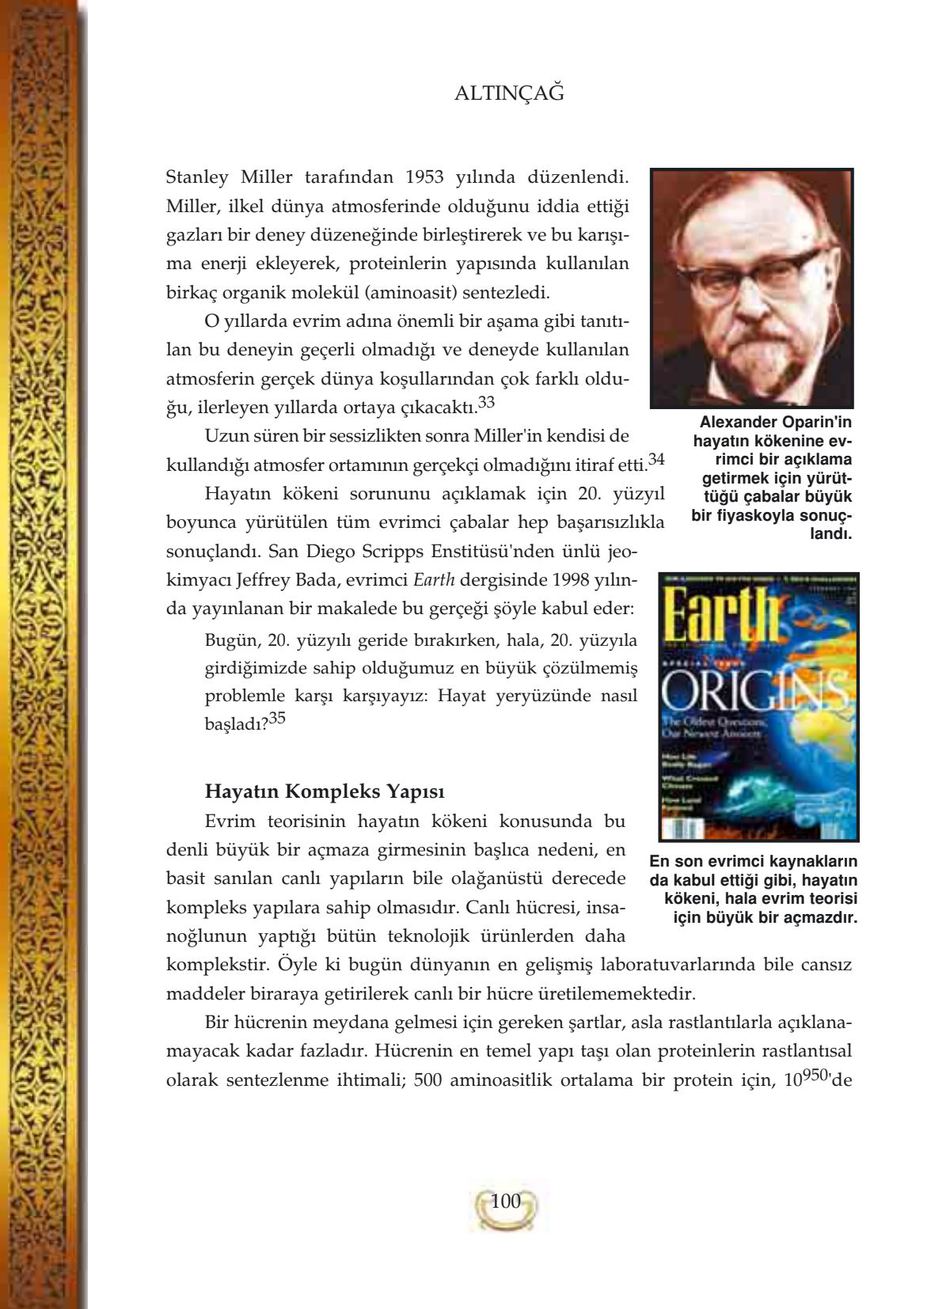 ALTINÇAĞ
Stanley Miller tarafından 1953 yılında düzenlendi.
Miller, ilkel dünya atmosferinde olduğunu iddia ettiği
gazları bir deney düzeneğinde birleştirerek ve bu karışı-
ma enerji ekleyerek, proteinlerin yapısında kullanılan
birkaç organik molekül (aminoasit) sentezledi.
O yıllarda evrim adına önemli bir aşama gibi tanıtı-
lan bu deneyin geçerli olmadığı ve deneyde kullanılan
atmosferin gerçek dünya koşullarından çok farklı oldu-
ğu, ilerleyen yıllarda ortaya çıkacaktı.33
Uzun süren bir sessizlikten sonra Miller'in kendisi de
kullandığı atmosfer ortamının gerçekçi olmadığını itiraf etti.34
Hayatın kökeni sorununu açıklamak için 20. yüzyıl
boyunca yürütülen tüm evrimci çabalar hep başarısızlıkla
sonuçlandı. San Diego Scripps Enstitüsü'nden ünlü jeo-
kimyacı Jeffrey Bada, evrimci Earth dergisinde 1998 yılın-
da yayınlanan bir makalede bu gerçeği şöyle kabul eder:
Bugün, 20. yüzyılı geride bırakırken, hala, 20. yüzyıla
girdiğimizde sahip olduğumuz en büyük çözülmemiş
problemle karşı karşıyayız: Hayat yeryüzünde nasıl
başladı?35
Alexander Oparin'in
hayatın kökenine ev-
rimci bir açıklama
getirmek için yürüt-
tüğü çabalar büyük
bir fiyaskoyla sonuç-
landı.
Earth
SPECIAL ISSUE
ORIGINS
The Oldest Questions,
Our Newest Answers
How Life
Really Began
What Created
Climate
How Land
En son evrimci kaynakların
da kabul ettiği gibi, hayatın
kökeni, hala evrim teorisi
için büyük bir açmazdır.
Hayatın Kompleks Yapısı
Evrim teorisinin hayatın kökeni konusunda bu
denli büyük bir açmaza girmesinin başlıca nedeni, en
basit sanılan canlı yapıların bile olağanüstü derecede
kompleks yapılara sahip olmasıdır. Canlı hücresi, insa-
noğlunun yaptığı bütün teknolojik ürünlerden daha
komplekstir. Öyle ki bugün dünyanın en gelişmiş laboratuvarlarında bile cansız
maddeler biraraya getirilerek canlı bir hücre üretilememektedir.
Bir hücrenin meydana gelmesi için gereken şartlar, asla rastlantılarla açıklana-
mayacak kadar fazladır. Hücrenin en temel yapı taşı olan proteinlerin rastlantısal
olarak sentezlenme ihtimali; 500 aminoasitlik ortalama bir protein için, 10950'de
100